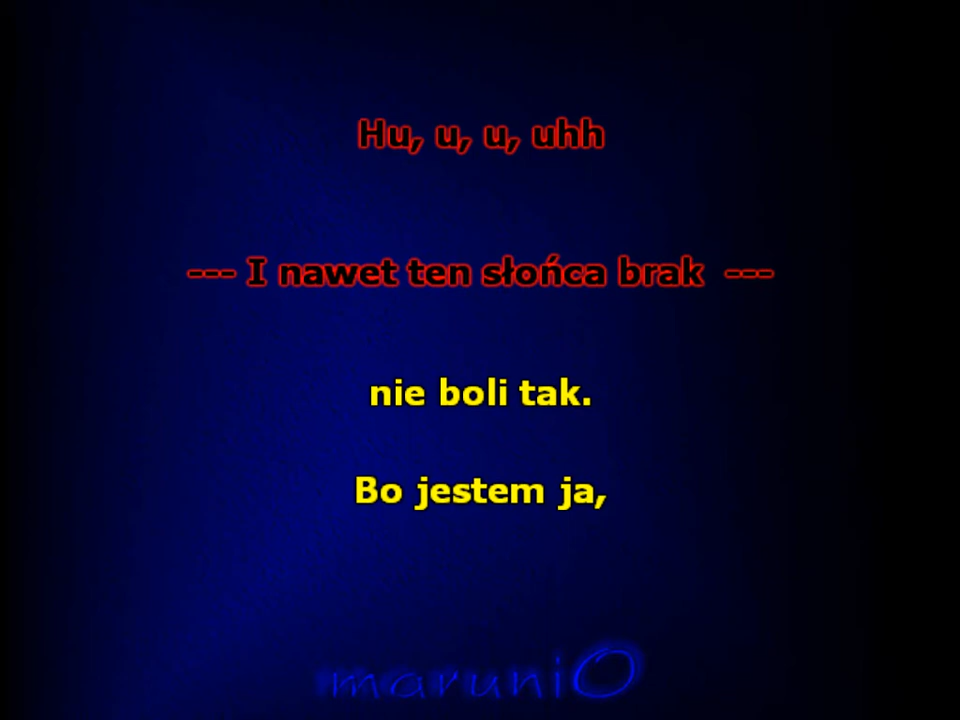 Hu, u, u, uhh
--- I nawet ten słońca brak ---
nie boli tak.
Bo jestem ja,
maruniO